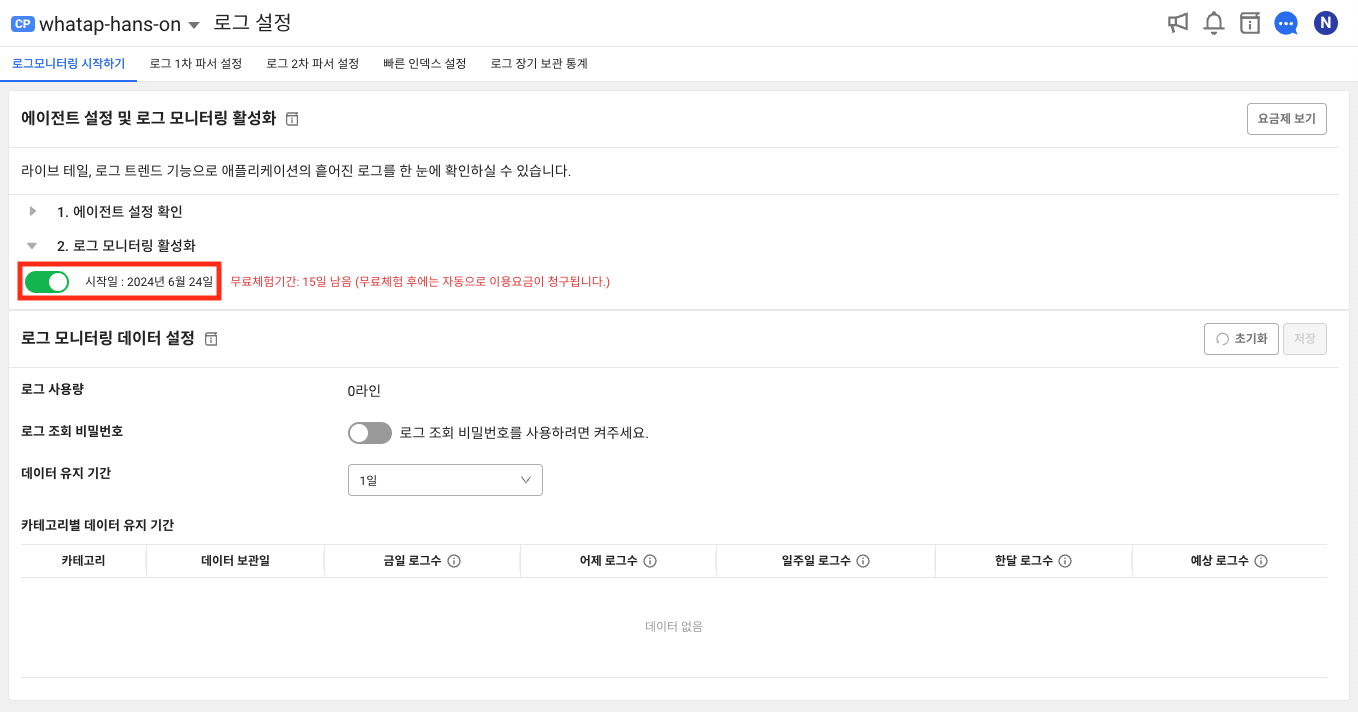 CP whatap-hans-on 로그 설정
N
로그모니터링 시작하기 로그 1차 파서 설정 로그 2차 파서 설정 빠른 인덱스 설정 로그 장기 보관 통계
에이전트 설정 및 로그 모니터링 활성화 요금제 보기
라이브 테일, 로그 트렌드 기능으로 애플리케이션의 흩어진 로그를 한 눈에 확인하실 수 있습니다.
1. 에이전트 설정 확인
2. 로그 모니터링 활성화
시작일 : 2024년 6월 24일 무료체험기간: 15일 남음 (무료체험 후에는 자동으로 이용요금이 청구됩니다.)
로그 모니터링 데이터 설정 초기화 저장
로그 사용량 0라인
로그 조회 비밀번호 로그 조회 비밀번호를 사용하려면 켜주세요.
데이터 유지 기간 1일
카테고리별 데이터 유지 기간
카테고리 데이터 보관일 금일 로그수 어제 로그수 일주일 로그수 한달 로그수 예상 로그수
데이터 없음